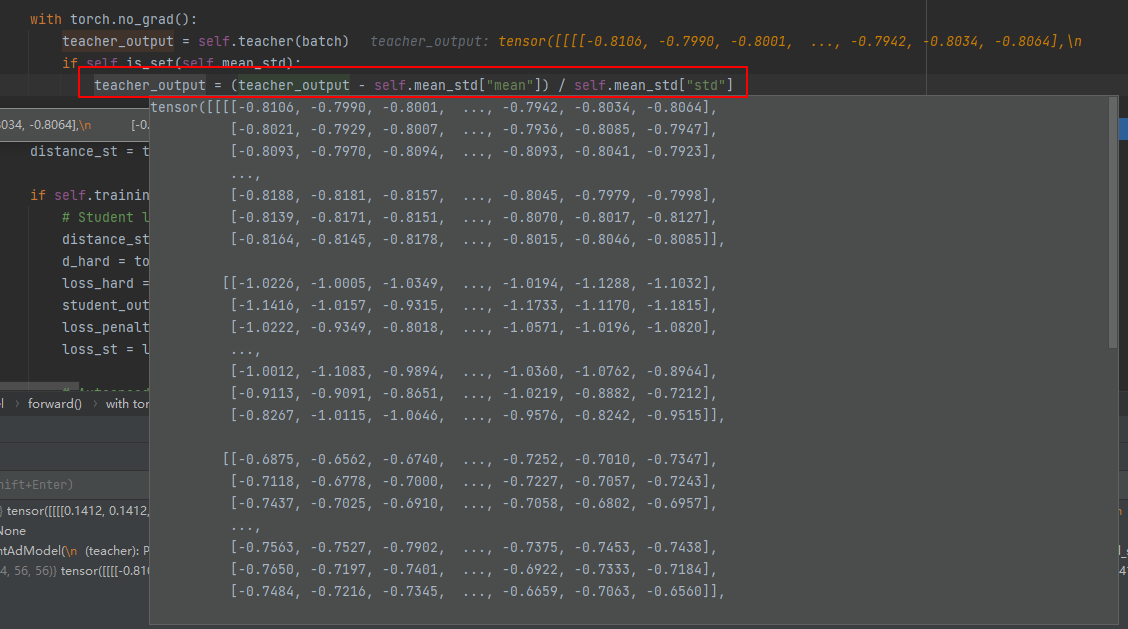 with torch.no_grad():
teacher_output = self.teacher(batch) teacher_output: tensor([[[[-0.8106, -0.7990, -0.8001, ..., -0.7942, -0.8034, -0.8064],\n
if self.is_set(self.mean_std):
teacher_output = (teacher_output - self.mean_std["mean"]) / self.mean_std["std"]
tensor([[[[-0.8106, -0.7990, -0.8001, ..., -0.7942, -0.8034, -0.8064],
8034, -0.8064],\n [-0.
[-0.8021, -0.7929, -0.8007, ..., -0.7936, -0.8085, -0.7947],
distance_st = t
[-0.8093, -0.7970, -0.8094, ..., -0.8093, -0.8041, -0.7923],
...,
if self.trainin
[-0.8188, -0.8181, -0.8157, ..., -0.8045, -0.7979, -0.7998],
# Student l
[-0.8139, -0.8171, -0.8151, ..., -0.8070, -0.8017, -0.8127],
distance_st
[-0.8164, -0.8145, -0.8178, ..., -0.8015, -0.8046, -0.8085]],
d_hard = to
loss_hard =
[[-1.0226, -1.0005, -1.0349, ..., -1.0194, -1.1288, -1.1032],
student_out
[-1.1416, -1.0157, -0.9315, ..., -1.1733, -1.1170, -1.1815],
loss_penalt
[-1.0222, -0.9349, -0.8018, ..., -1.0571, -1.0196, -1.0820],
loss_st = l
...,
[-1.0012, -1.1083, -0.9894, ..., -1.0360, -1.0762, -0.8964],
[-0.9113, -0.9091, -0.8651, ..., -1.0219, -0.8882, -0.7212],
l › forward() › with tor
[-0.8267, -1.0115, -1.0646, ..., -0.9576, -0.8242, -0.9515]],
[[-0.6875, -0.6562, -0.6740, ..., -0.7252, -0.7010, -0.7347],
[-0.7118, -0.6778, -0.7000, ..., -0.7227, -0.7057, -0.7243],
hift+Enter)
[-0.7437, -0.7025, -0.6910, ..., -0.7058, -0.6802, -0.6957],
} tensor([[[[0.1412, 0.1412,
...,
None
[-0.7563, -0.7527, -0.7902, ..., -0.7375, -0.7453, -0.7438],
ntAdModel(\n (teacher): P
[-0.7650, -0.7197, -0.7401, ..., -0.6922, -0.7333, -0.7184],
4, 56, 56)} tensor([[[[-0.810
[-0.7484, -0.7216, -0.7345, ..., -0.6659, -0.7063, -0.6560]],